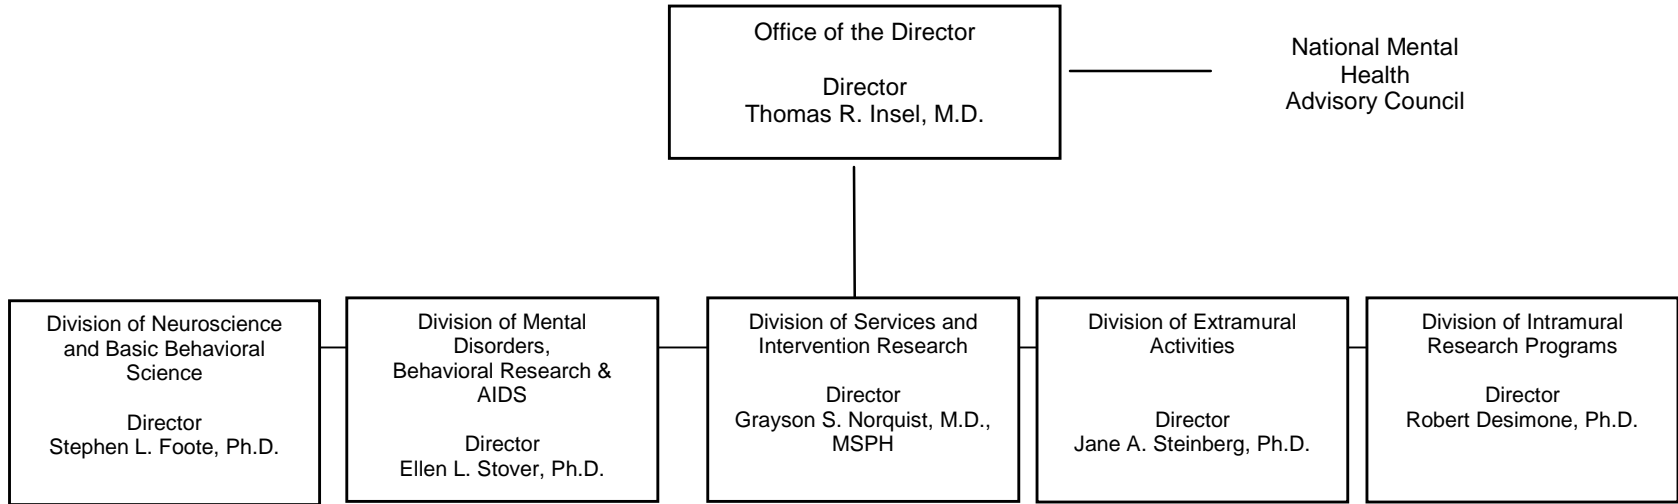 Office of the Director
Director
Thomas R. Insel, M.D.
National Mental
Health
Advisory Council
Division of Neuroscience
and Basic Behavioral
Science
Director
Stephen L. Foote, Ph.D.
Division of Mental
Disorders,
Behavioral Research &
AIDS
Director
Ellen L. Stover, Ph.D.
Division of Services and
Intervention Research
Director
Grayson S. Norquist, M.D.,
MSPH
Division of Extramural
Activities
Director
Jane A. Steinberg, Ph.D.
Division of Intramural
Research Programs
Director
Robert Desimone, Ph.D.